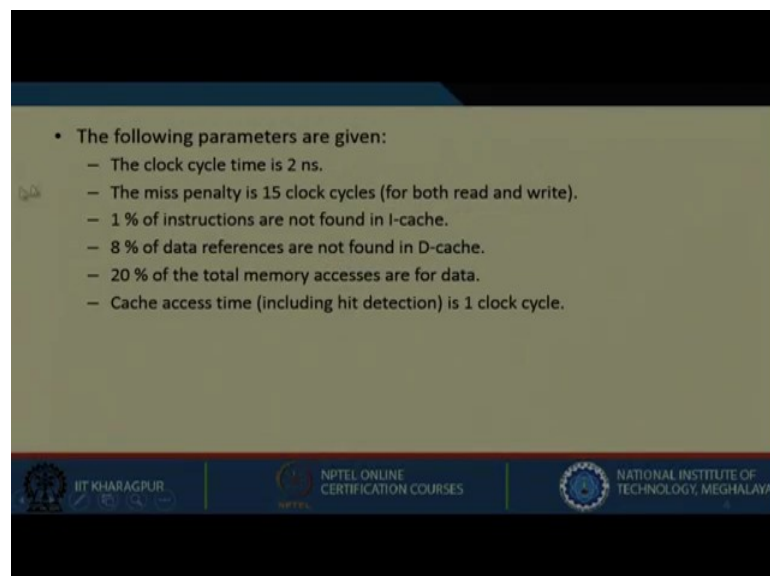 • The following parameters are given:
– The clock cycle time is 2 ns.
– The miss penalty is 15 clock cycles (for both read and write).
– 1 % of instructions are not found in I-cache.
– 8 % of data references are not found in D-cache.
– 20 % of the total memory accesses are for data.
– Cache access time (including hit detection) is 1 clock cycle.
IIT KHARAGPUR
NPTEL
NPTEL ONLINE
CERTIFICATION COURSES
NATIONAL INSTITUTE OF
TECHNOLOGY, MEGHALAYA
4